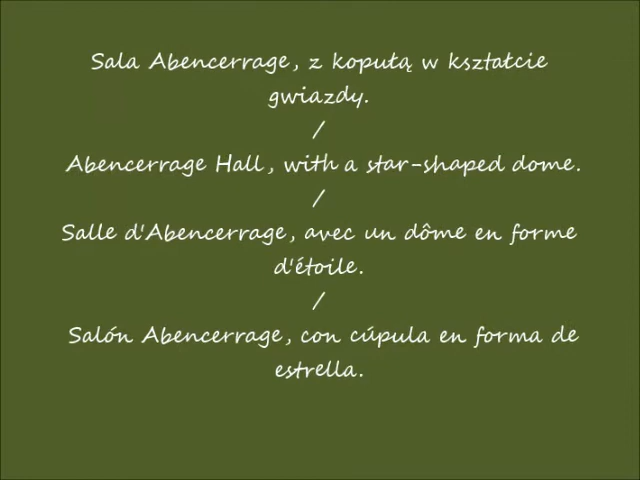 Sala Abencerrage, z kopułą w kształcie
gwiazdy.
/
Abencerrage Hall, with a star-shaped dome.
/
Salle d'Abencerrage, avec un dôme en forme
d'étoile.
/
Salón Abencerrage, con cúpula en forma de
estrella.